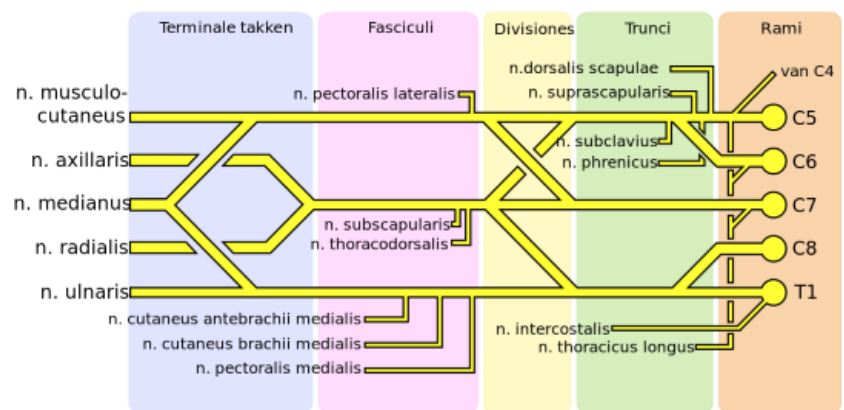 Terminale takken
Fasciculi
Divisiones
Trunci
Rami
n.dorsalis scapulae
van C4
n. musculo-
cutaneus
n. pectoralis lateralis
n. suprascapularis
C5
n. subclavius
n. axillaris
n. phrenicus
C6
n. medianus
C7
n. subscapularis
n. radialis
n. thoracodorsalis
C8
n. ulnaris
T1
n. cutaneus antebrachii medialis
n. intercostalis
n. cutaneus brachii medialis
n. thoracicus longus
n. pectoralis medialis